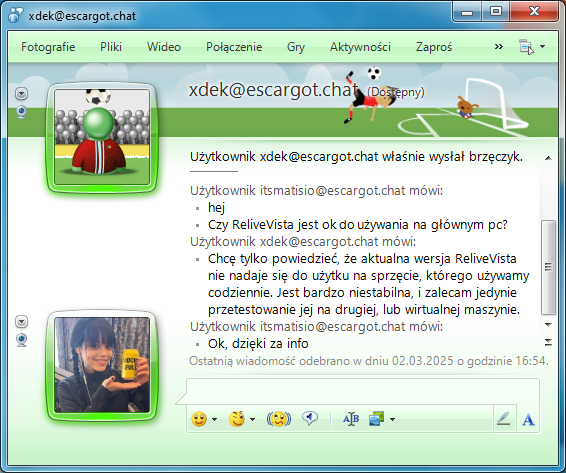 xdek@escargot.chat
Fotografie Pliki Wideo Połączenie Gry Aktywności Zaproś »
xdek@escargot.chat (Dostępny)
Użytkownik xdek@escargot.chat właśnie wysłał brzęczyk.
Użytkownik itsmatisio@escargot.chat mówi:
hej
Czy ReliveVista jest ok do używania na głównym pc?
Użytkownik xdek@escargot.chat mówi:
Chcę tylko powiedzieć, że aktualna wersja ReliveVista
nie nadaje się do użytku na sprzęcie, którego używamy
codziennie. Jest bardzo niestabilna, i zalecam jedynie
przetestowanie jej na drugiej, lub wirtualnej maszynie.
Użytkownik itsmatisio@escargot.chat mówi:
Ok, dzięki za info
Ostatnią wiadomość odebrano w dniu 02.03.2025 o godzinie 16:54.